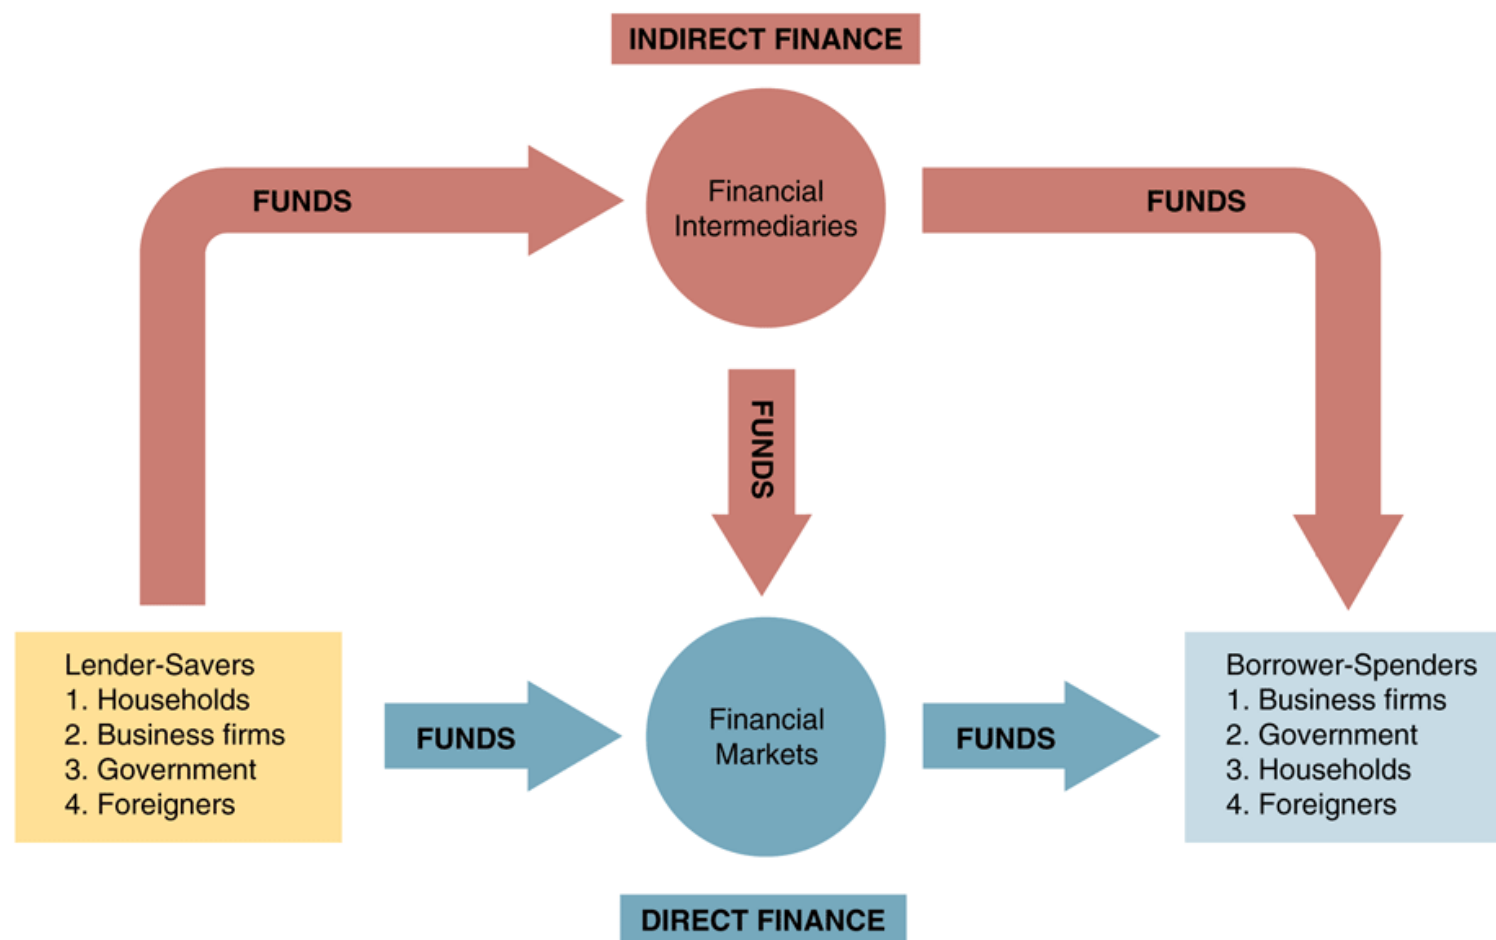 INDIRECT FINANCE
Financial
Intermediaries
FUNDS
FUNDS
FUNDS
Lender-Savers
1. Households
2. Business firms
3. Government
4. Foreigners
FUNDS
Financial
Markets
FUNDS
Borrower-Spenders
1. Business firms
2. Government
3. Households
4. Foreigners
DIRECT FINANCE